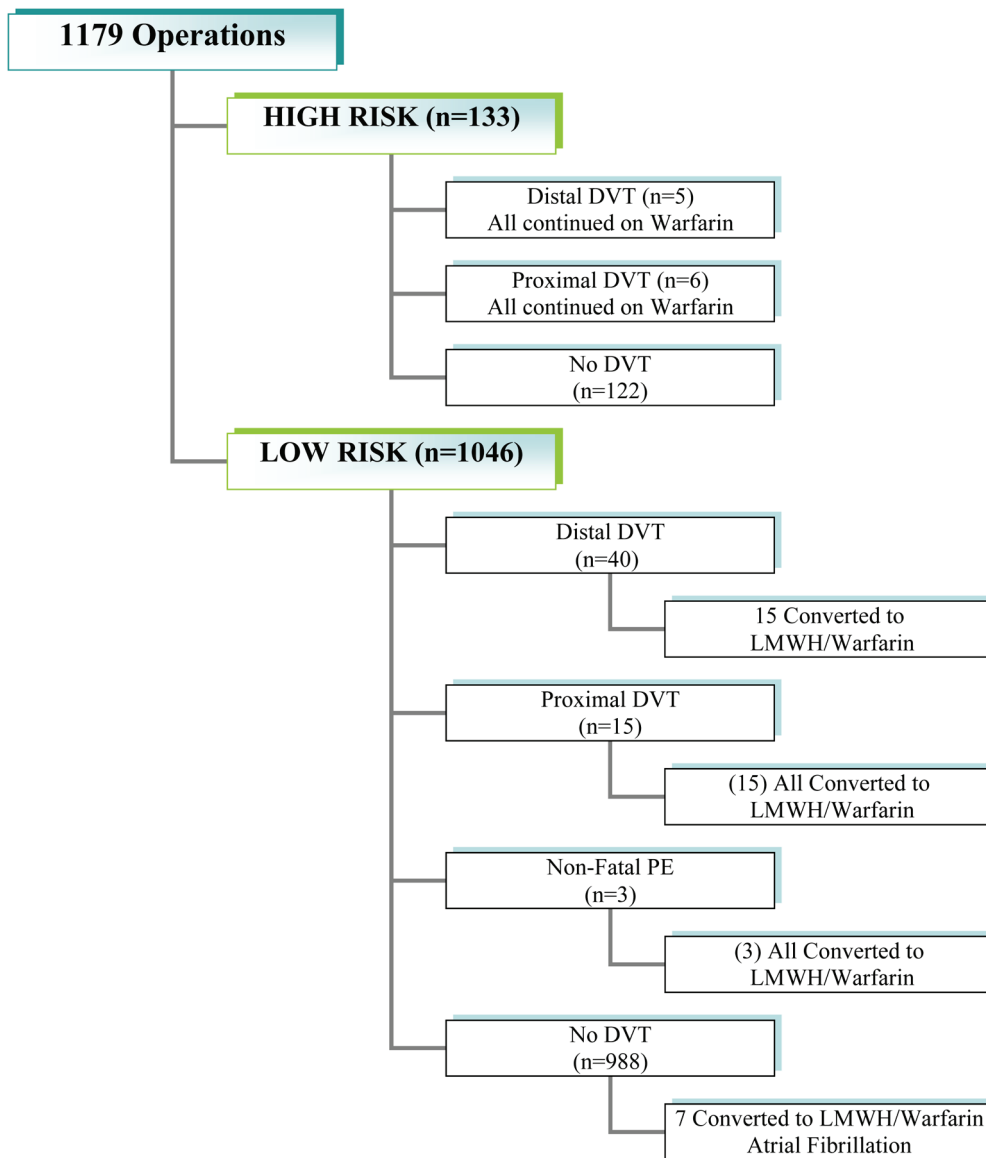 1179 Operations
HIGH RISK (n=133)
Distal DVT (n=5)
All continued on Warfarin
Proximal DVT (n=6)
All continued on Warfarin
No DVT
(n=122)
LOW RISK (n=1046)
Distal DVT
(n=40)
15 Converted to
LMWH/Warfarin
Proximal DVT
(n=15)
(15) All Converted to
LMWH/Warfarin
Non-Fatal PE
(n=3)
(3) All Converted to
LMWH/Warfarin
No DVT
(n=988)
7 Converted to LMWH/Warfarin
Atrial Fibrillation